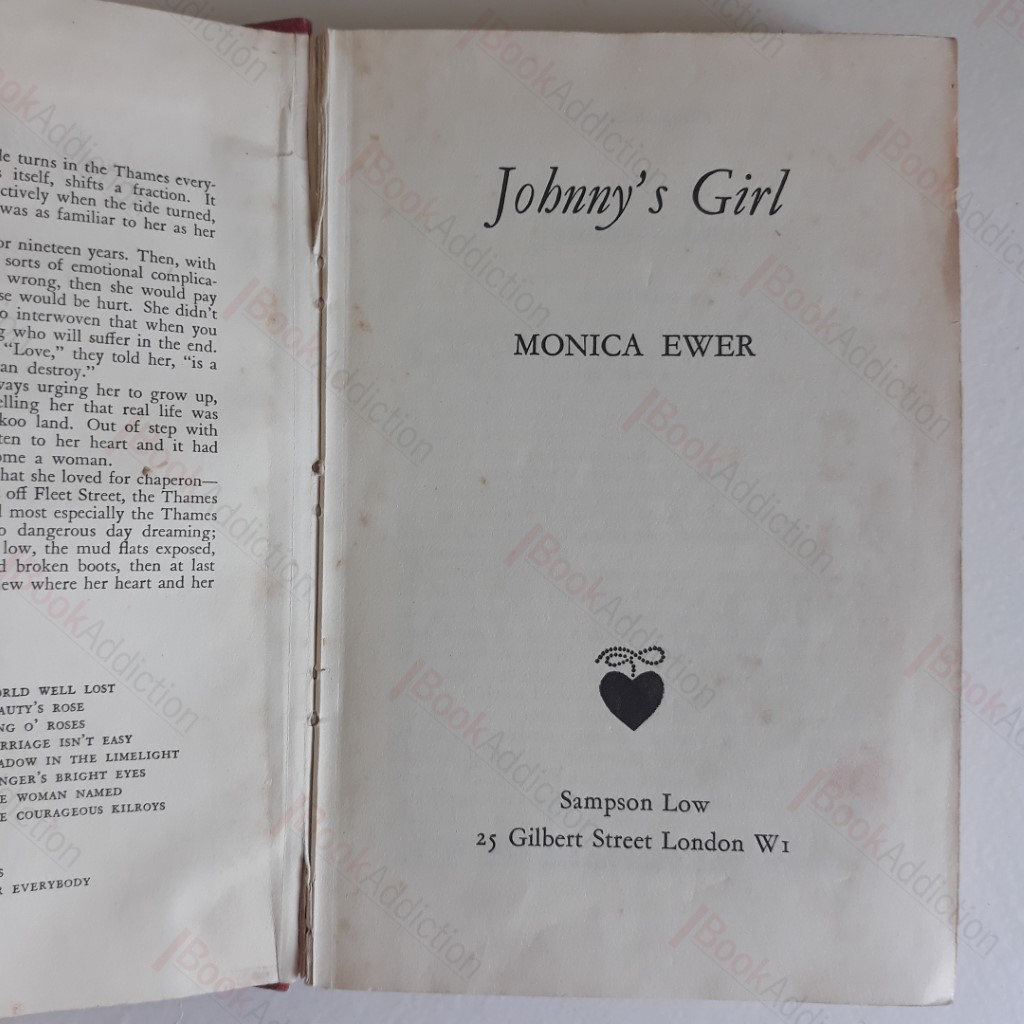 le turns in the Thames every-
s itself, shifts a fraction. It
ctively when the tide turned,
was as familiar to her as her
or nineteen years. Then, with
sorts of emotional complica-
wrong, then she would pay
se would be hurt. She didn't
o interwoven that when you
g who will suffer in the end.
"Love," they told her, "is a
an destroy."
ways urging her to grow up,
elling her that real life was
koo land. Out of step with
ten to her heart and it had
ome a woman.
hat she loved for chaperon—
off Fleet Street, the Thames
l most especially the Thames
o dangerous day dreaming;
low, the mud flats exposed,
d broken boots, then at last
ew where her heart and her
ORLD WELL LOST
AUTY'S ROSE
NG O' ROSES
RRIAGE ISN'T EASY
ADOW IN THE LIMELIGHT
NGER'S BRIGHT EYES
E WOMAN NAMED
E COURAGEOUS KILROYS
S
R EVERYBODY
Johnny's Girl
MONICA EWER
Sampson Low
25 Gilbert Street London W1
BookAddiction